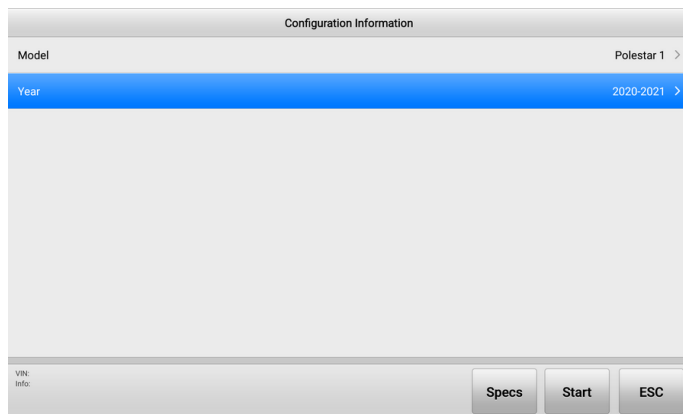 Configuration Information
Model Polestar 1
Year 2020-2021
VIN:
Info:
Specs Start ESC